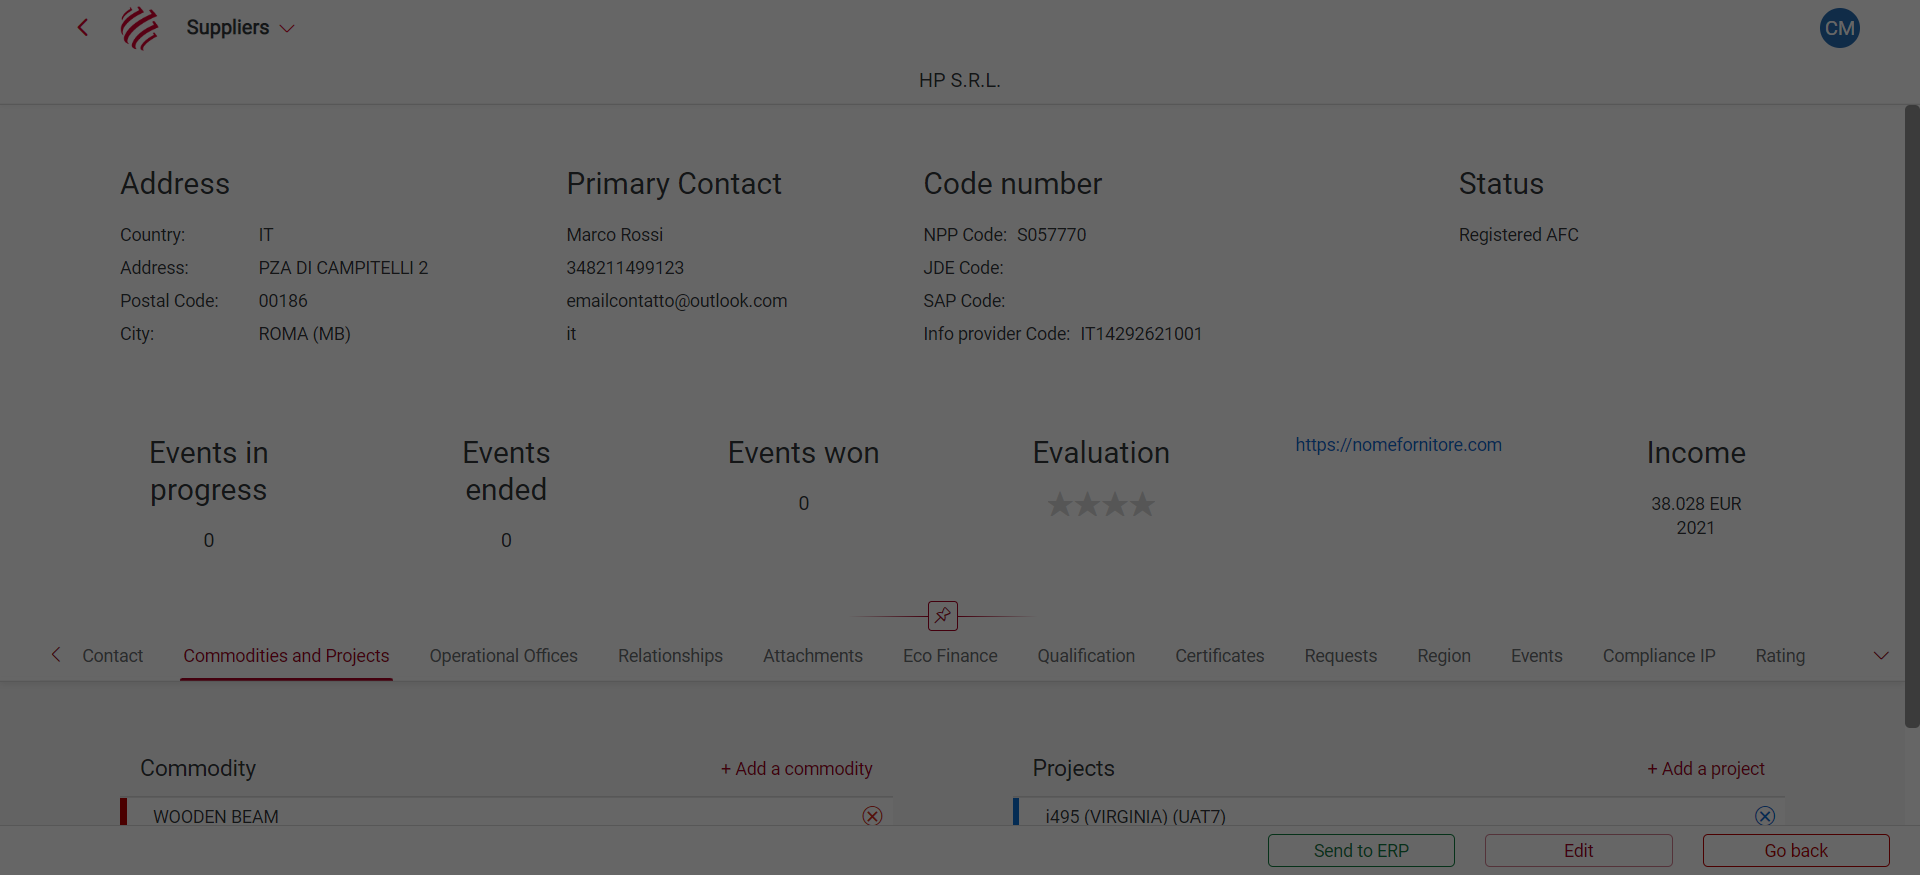 Suppliers
CM
HP S.R.L.
Address
Country: IT
Address: PZA DI CAMPITELLI 2
Postal Code: 00186
City: ROMA (MB)
Primary Contact
Marco Rossi
348211499123
emailcontatto@outlook.com
it
Code number
NPP Code: S057770
JDE Code:
SAP Code:
Info provider Code: IT14292621001
Status
Registered AFC
Events in
progress
0
Events
ended
0
Events won
0
Evaluation
https://nomefornitore.com
Income
38.028 EUR
2021
Contact Commodities and Projects Operational Offices Relationships Attachments Eco Finance Qualification Certificates Requests Region Events Compliance IP Rating
Commodity + Add a commodity
WOODEN BEAM
Projects + Add a project
i495 (VIRGINIA) (UAT7)
Send to ERP Edit Go back